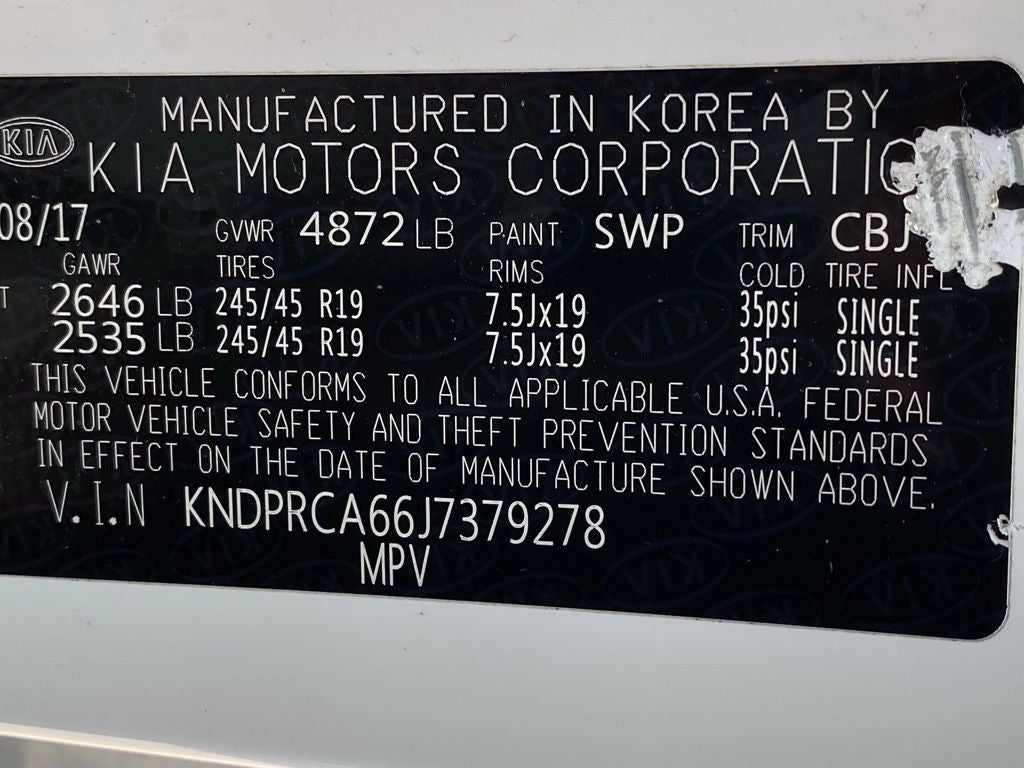 MANUFACTURED IN KOREA BY
KIA
KIA MOTORS CORPORATIO
08/17 GVWR 4872 LB PAINT SWP TRIM CBJ
GAWR TIRES RIMS COLD TIRE INFL
T 2646 LB 245/45 R19 7.5Jx19 35psi SINGLE
2535 LB 245/45 R19 7.5Jx19 35psi SINGLE
THIS VEHICLE CONFORMS TO ALL APPLICABLE U.S.A. FEDERAL
MOTOR VEHICLE SAFETY AND THEFT PREVENTION STANDARDS
IN EFFECT ON THE DATE OF MANUFACTURE SHOWN ABOVE.
V.I.N KNDPRCA66J7379278
MPV